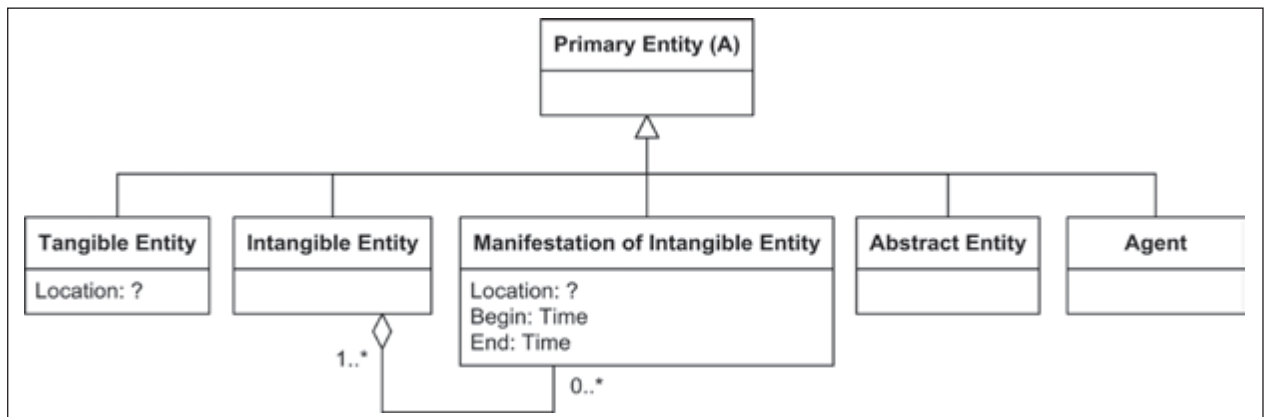 Primary Entity (A)
Tangible Entity
Location: ?
Intangible Entity
Manifestation of Intangible Entity
Location: ?
Begin: Time
End: Time
Abstract Entity
Agent
1..*
0..*